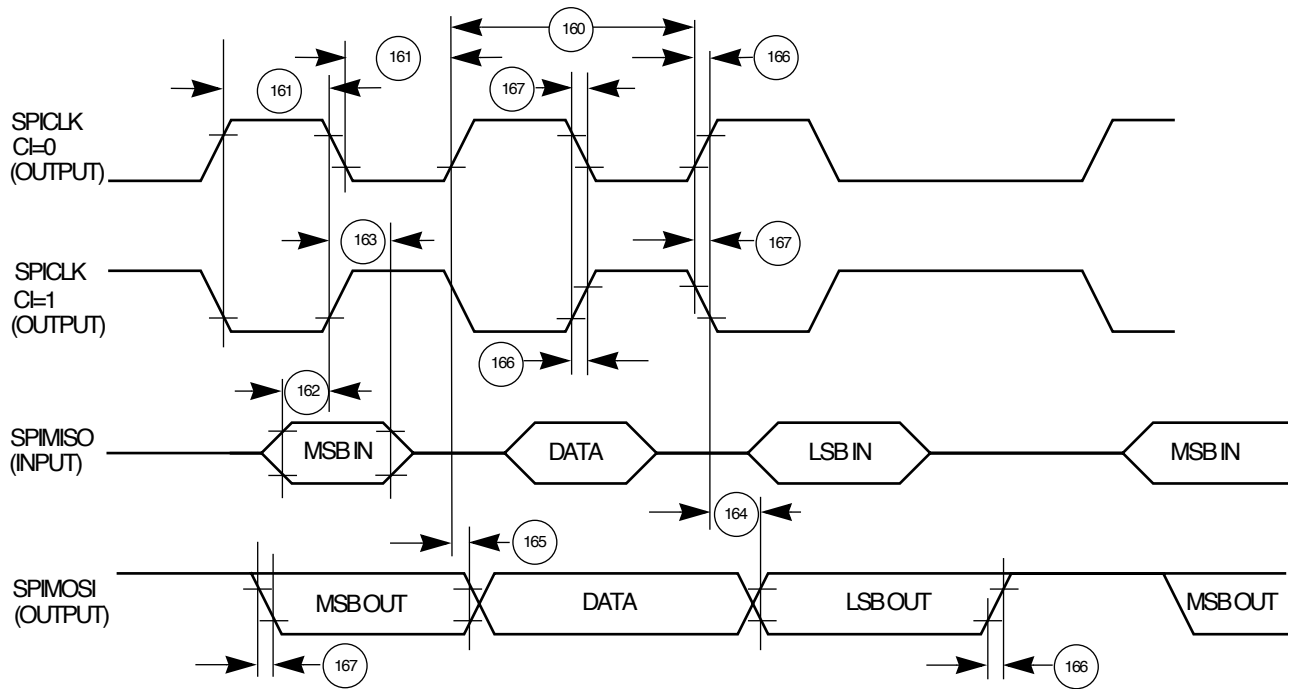 160
161
166
161
167
SPICLK
CI=0
(OUTPUT)
163
167
SPICLK
CI=1
(OUTPUT)
166
162
SPIMISO
(INPUT)
MSB IN
DATA
LSB IN
MSB IN
164
165
SPIMOSI
(OUTPUT)
MSB OUT
DATA
LSB OUT
MSB OUT
167
166